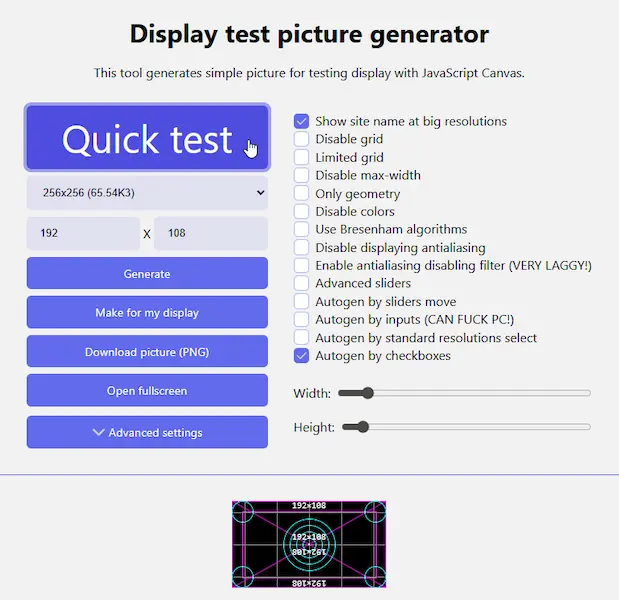 Display test picture generator
This tool generates simple picture for testing display with JavaScript Canvas.
Quick test
256x256 (65.54K3)
192 X 108
Generate
Make for my display
Download picture (PNG)
Open fullscreen
Advanced settings
Show site name at big resolutions
Disable grid
Limited grid
Disable max-width
Only geometry
Disable colors
Use Bresenham algorithms
Disable displaying antialiasing
Enable antialiasing disabling filter (VERY LAGGY!)
Advanced sliders
Autogen by sliders move
Autogen by inputs (CAN FUCK PC!)
Autogen by standard resolutions select
Autogen by checkboxes
Width:
Height:
192×108
192×108
192×108
192×108